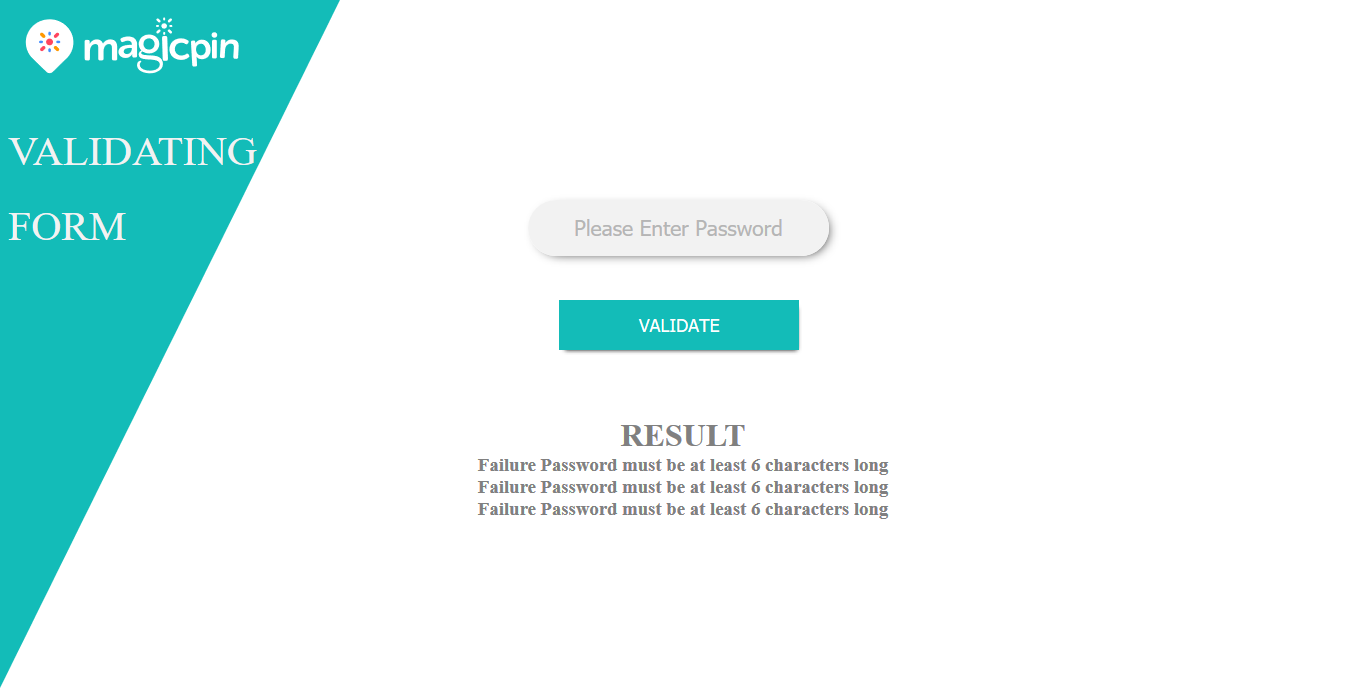 magicpin
VALIDATING
FORM
Please Enter Password
VALIDATE
RESULT
Failure Password must be at least 6 characters long
Failure Password must be at least 6 characters long
Failure Password must be at least 6 characters long